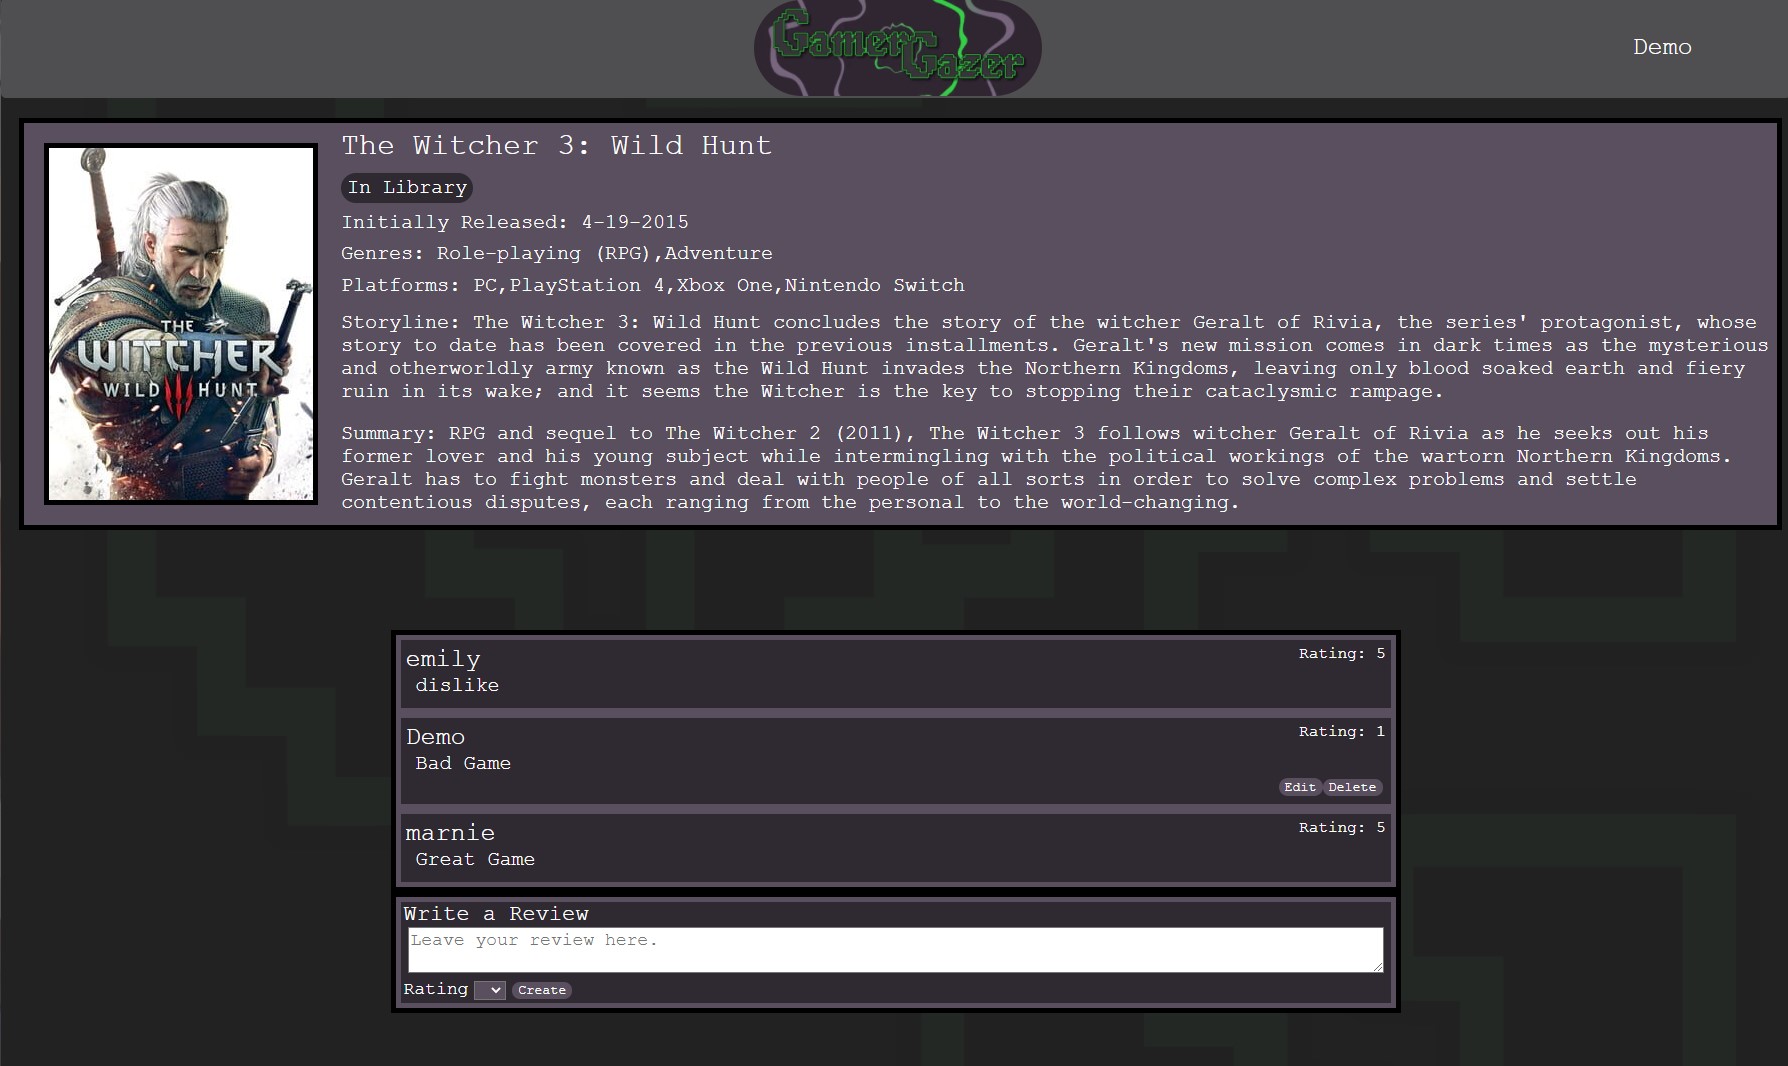 Gamer
Gazer
Demo
The Witcher 3: Wild Hunt
In Library
Initially Released: 4-19-2015
Genres: Role-playing (RPG),Adventure
Platforms: PC,PlayStation 4,Xbox One,Nintendo Switch
THE
WITCHER
WILD III HUNT
Storyline: The Witcher 3: Wild Hunt concludes the story of the witcher Geralt of Rivia, the series' protagonist, whose
story to date has been covered in the previous installments. Geralt's new mission comes in dark times as the mysterious
and otherworldly army known as the Wild Hunt invades the Northern Kingdoms, leaving only blood soaked earth and fiery
ruin in its wake; and it seems the Witcher is the key to stopping their cataclysmic rampage.
Summary: RPG and sequel to The Witcher 2 (2011), The Witcher 3 follows witcher Geralt of Rivia as he seeks out his
former lover and his young subject while intermingling with the political workings of the wartorn Northern Kingdoms.
Geralt has to fight monsters and deal with people of all sorts in order to solve complex problems and settle
contentious disputes, each ranging from the personal to the world-changing.
emily
Rating: 5
dislike
Demo
Rating: 1
Bad Game
Edit Delete
marnie
Rating: 5
Great Game
Write a Review
Leave your review here.
Rating Create